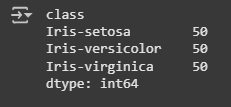 class
Iris-setosa 50
Iris-versicolor 50
Iris-virginica 50
dtype: int64